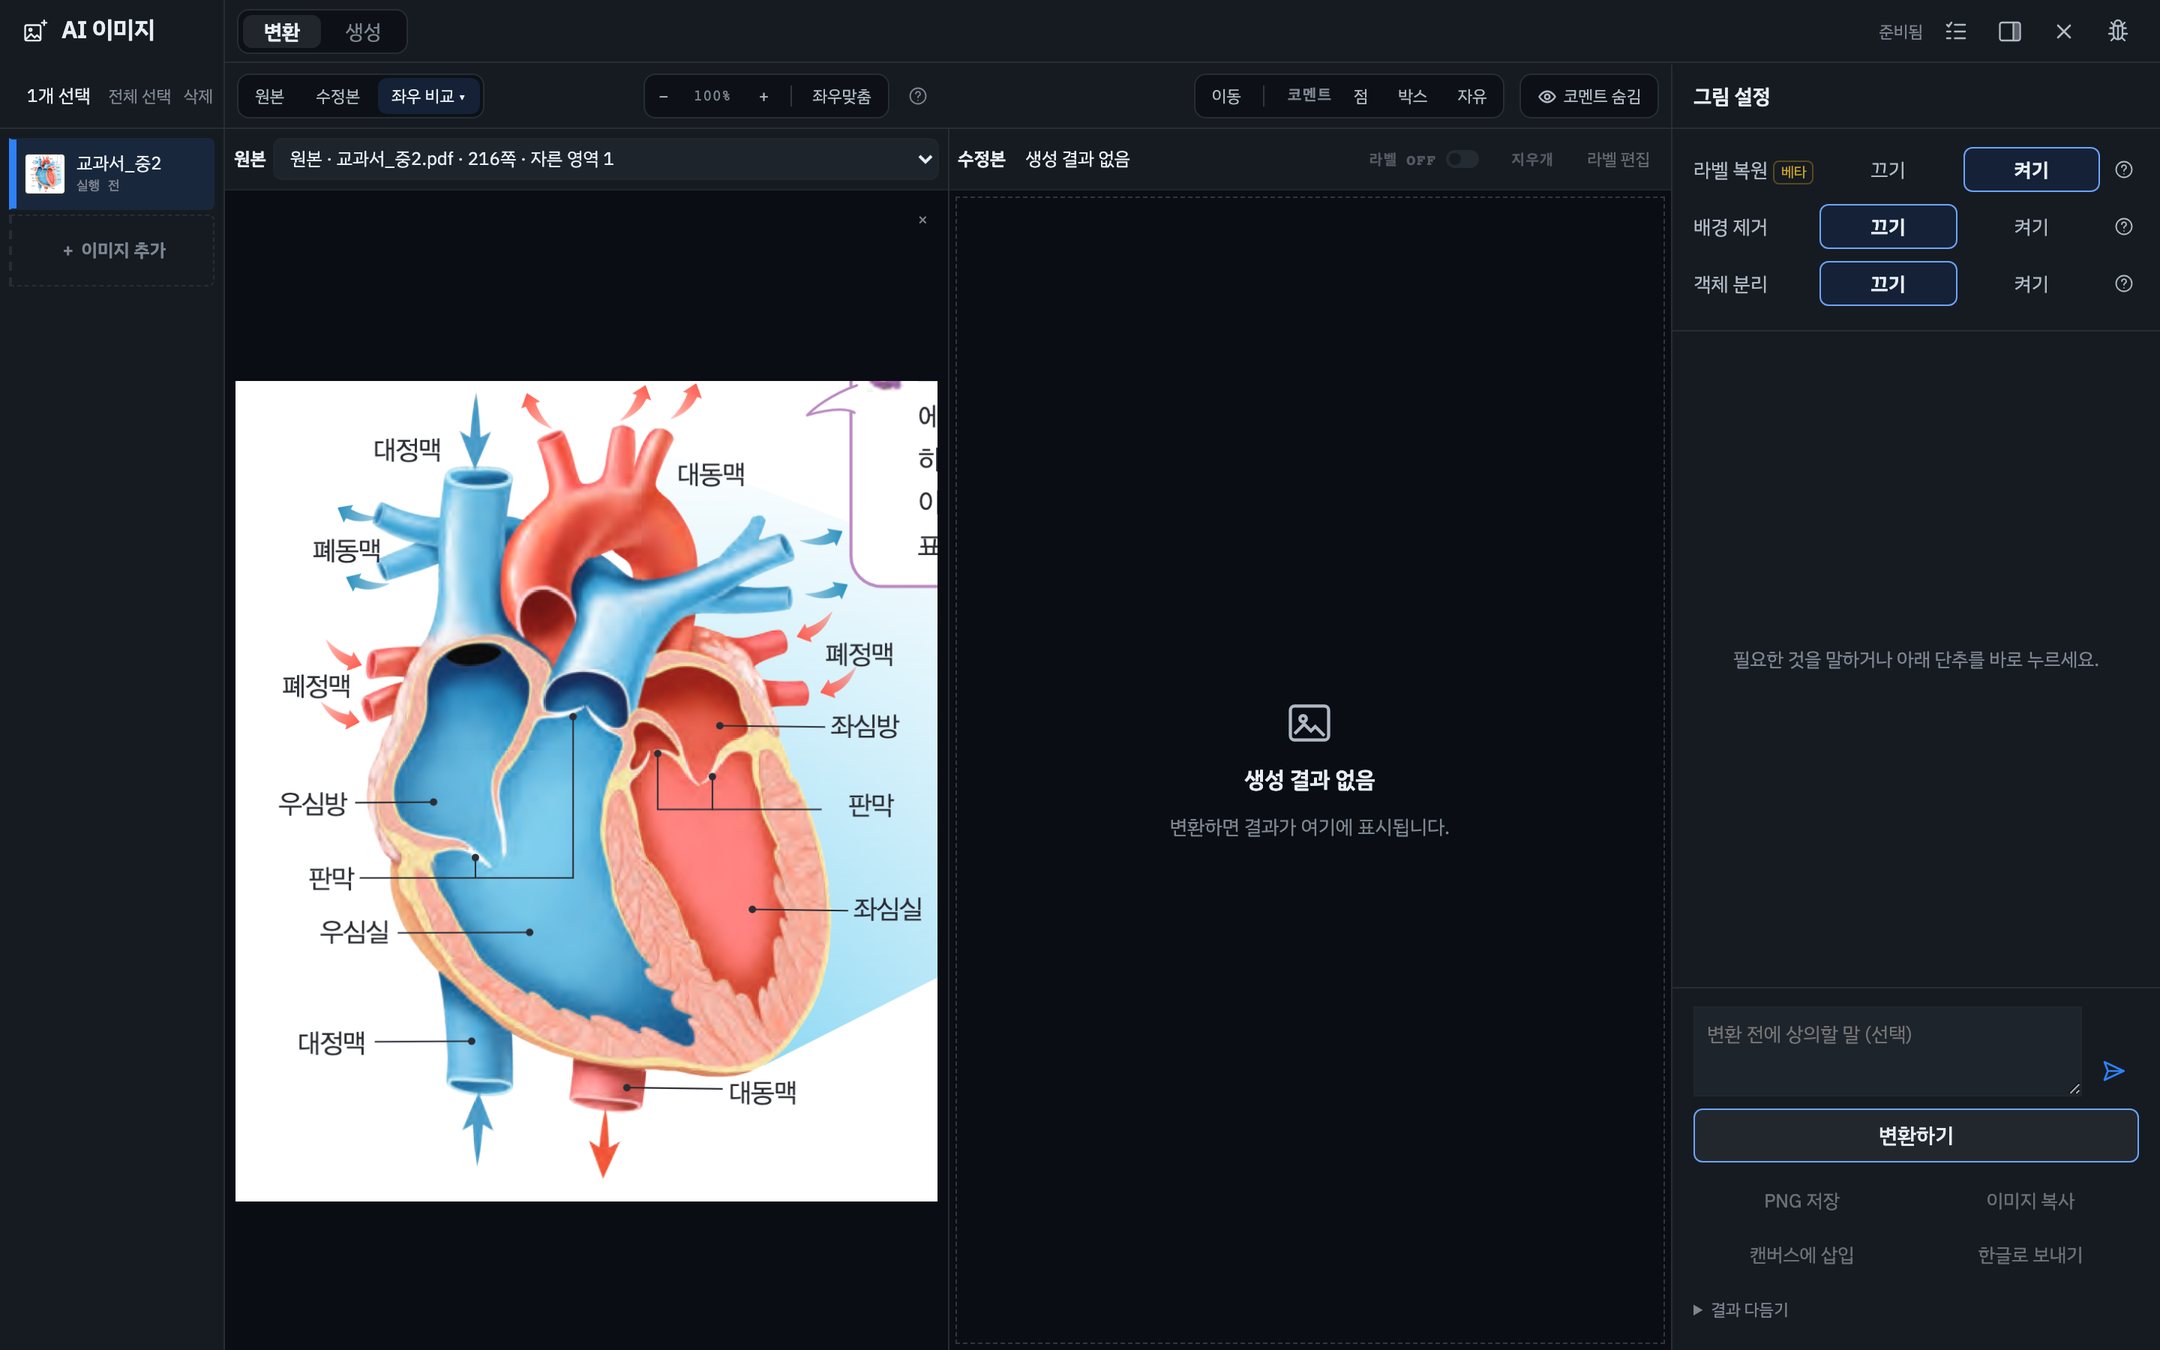 AI 이미지
변환
생성
준비됨
1개 선택
전체 선택
삭제
원본
수정본
좌우 비교 ▾
− 100% +
좌우맞춤
이동
코멘트
점
박스
자유
코멘트 숨김
그림 설정
교과서_중2
실행 전
+ 이미지 추가
원본
원본 · 교과서_중2.pdf · 216쪽 · 자른 영역 1
수정본
생성 결과 없음
라벨 OFF
지우개
라벨 편집
라벨 복원 베타
끄기
켜기
배경 제거
끄기
켜기
객체 분리
끄기
켜기
대정맥
대동맥
폐동맥
폐정맥
폐정맥
좌심방
우심방
판막
판막
좌심실
우심실
대정맥
대동맥
에
이
표
생성 결과 없음
변환하면 결과가 여기에 표시됩니다.
필요한 것을 말하거나 아래 단추를 바로 누르세요.
변환 전에 상의할 말 (선택)
변환하기
PNG 저장
이미지 복사
캔버스에 삽입
한글로 보내기
▶ 결과 다듬기